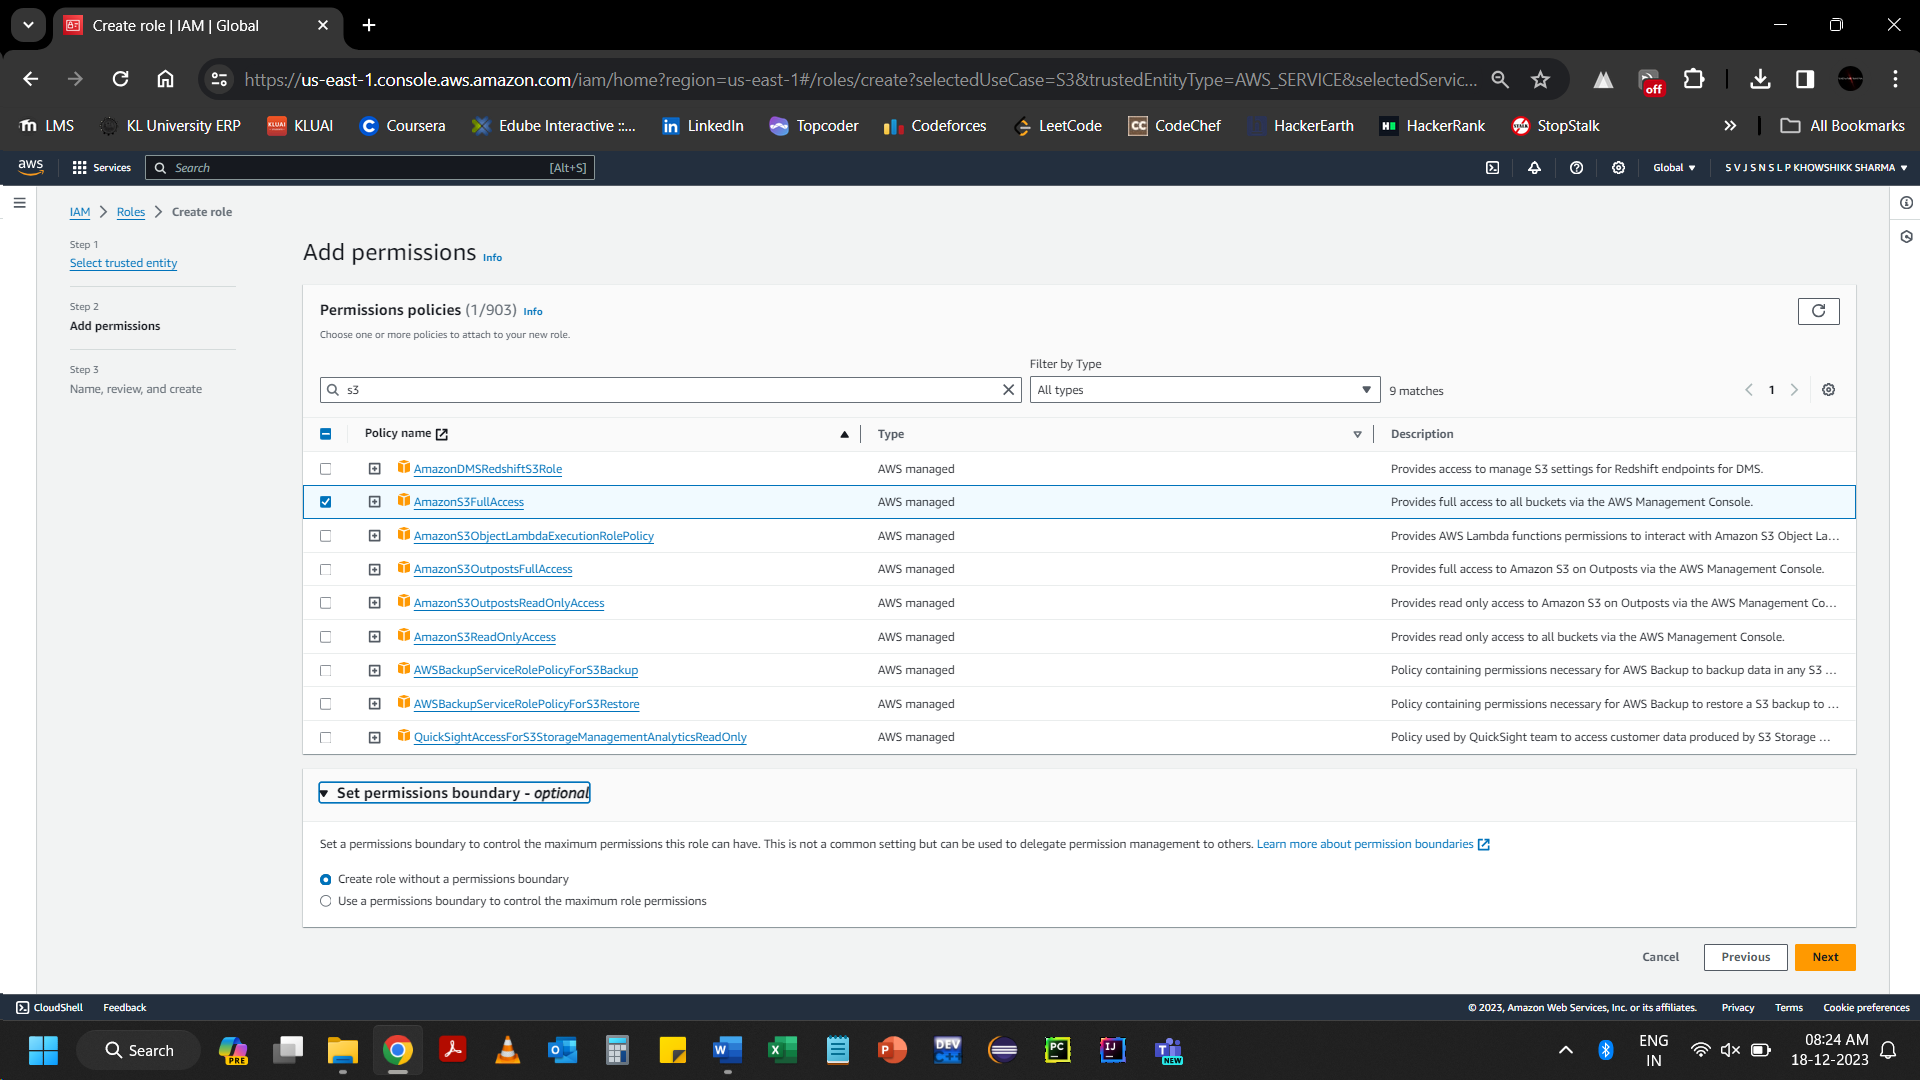 Create role | IAM | Global
https://us-east-1.console.aws.amazon.com/iam/home?region=us-east-1#/roles/create?selectedUseCase=S3&trustedEntityType=AWS_SERVICE&selectedServic...
off
LMS KL University ERP KLUAI Coursera Edube Interactive ::... LinkedIn Topcoder Codeforces LeetCode CodeChef HackerEarth HackerRank StopStalk All Bookmarks
aws Services Search [Alt+S] Global S V J S N S L P KHOWSHIKK SHARMA
IAM > Roles > Create role
Step 1
Select trusted entity
Step 2
Add permissions
Step 3
Name, review, and create
Add permissions Info
Permissions policies (1/903) Info
Choose one or more policies to attach to your new role.
Filter by Type
s3 All types 9 matches 1
Policy name Type Description
AmazonDMSRedshiftS3Role AWS managed Provides access to manage S3 settings for Redshift endpoints for DMS.
AmazonS3FullAccess AWS managed Provides full access to all buckets via the AWS Management Console.
AmazonS3ObjectLambdaExecutionRolePolicy AWS managed Provides AWS Lambda functions permissions to interact with Amazon S3 Object La...
AmazonS3OutpostsFullAccess AWS managed Provides full access to Amazon S3 on Outposts via the AWS Management Console.
AmazonS3OutpostsReadOnlyAccess AWS managed Provides read only access to Amazon S3 on Outposts via the AWS Management Co...
AmazonS3ReadOnlyAccess AWS managed Provides read only access to all buckets via the AWS Management Console.
AWSBackupServiceRolePolicyForS3Backup AWS managed Policy containing permissions necessary for AWS Backup to backup data in any S3 ...
AWSBackupServiceRolePolicyForS3Restore AWS managed Policy containing permissions necessary for AWS Backup to restore a S3 backup to ...
QuickSightAccessForS3StorageManagementAnalyticsReadOnly AWS managed Policy used by QuickSight team to access customer data produced by S3 Storage ...
Set permissions boundary - optional
Set a permissions boundary to control the maximum permissions this role can have. This is not a common setting but can be used to delegate permission management to others. Learn more about permission boundaries
Create role without a permissions boundary
Use a permissions boundary to control the maximum role permissions
Cancel Previous Next
CloudShell Feedback © 2023, Amazon Web Services, Inc. or its affiliates. Privacy Terms Cookie preferences
Search PRE DEV PC IJ NEW
ENG
IN
08:24 AM
18-12-2023